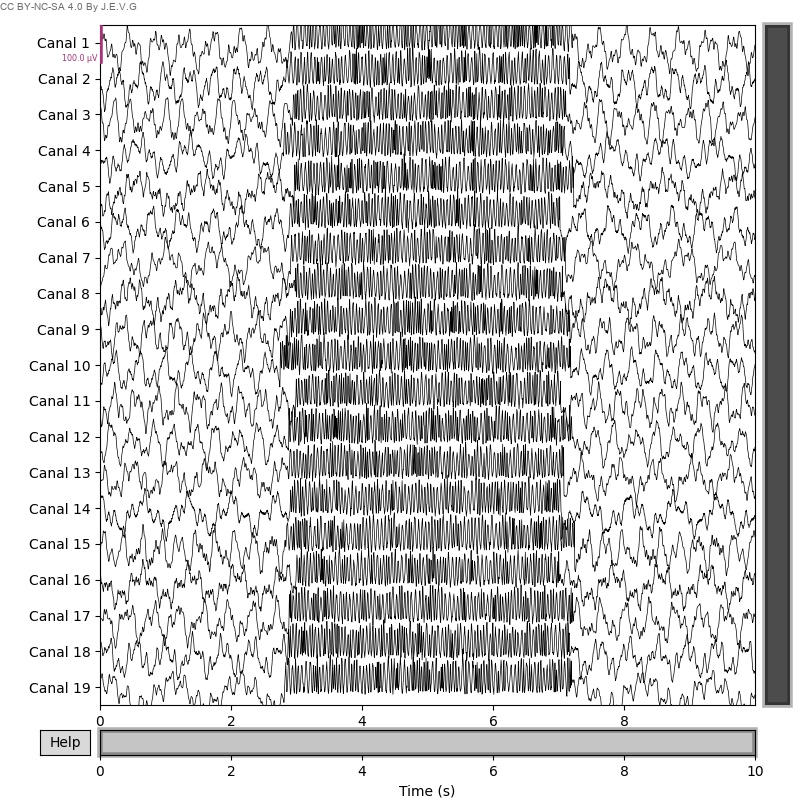 CC BY-NC-SA 4.0 By J.E.V.G
Canal 1
100.0 µV
Canal 2
Canal 3
Canal 4
Canal 5
Canal 6
Canal 7
Canal 8
Canal 9
Canal 10
Canal 11
Canal 12
Canal 13
Canal 14
Canal 15
Canal 16
Canal 17
Canal 18
Canal 19
0 2 4 6 8
Help
0 2 4 6 8 10
Time (s)